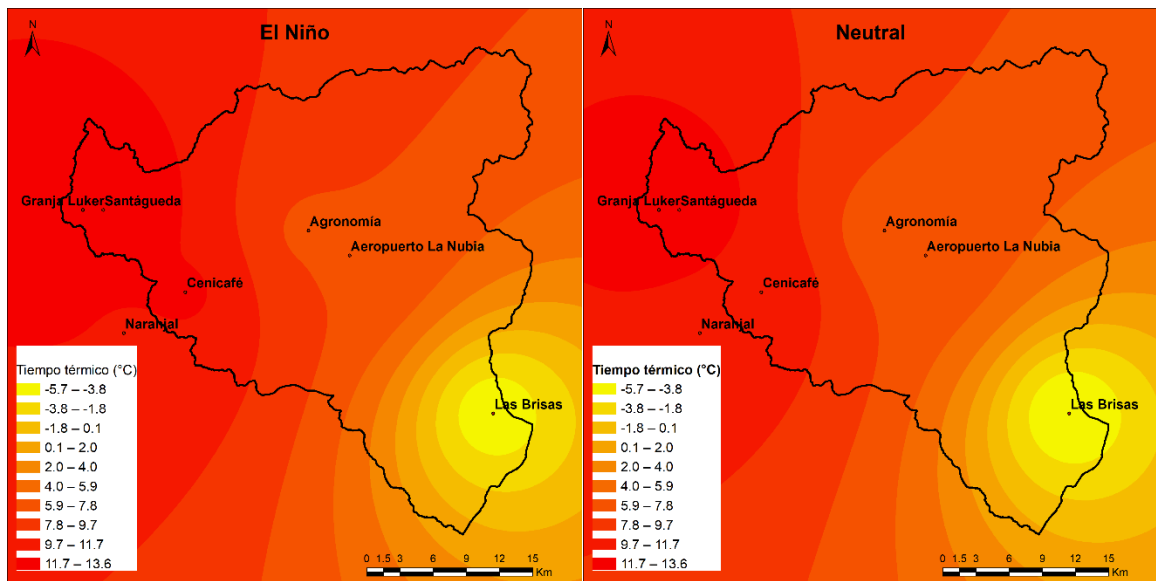 N
El Niño
Granja Luker
Santágueda
Agronomía
Aeropuerto La Nubia
Cenicafé
Naranjal
Las Brisas
Tiempo térmico (°C)
-5.7 – -3.8
-3.8 – -1.8
-1.8 – 0.1
0.1 – 2.0
2.0 – 4.0
4.0 – 5.9
5.9 – 7.8
7.8 – 9.7
9.7 – 11.7
11.7 – 13.6
0 1.5 3 6 9 12 15
Km
N
Neutral
Granja Luker
Santágueda
Agronomía
Aeropuerto La Nubia
Cenicafé
Naranjal
Las Brisas
Tiempo térmico (°C)
-5.7 – -3.8
-3.8 – -1.8
-1.8 – 0.1
0.1 – 2.0
2.0 – 4.0
4.0 – 5.9
5.9 – 7.8
7.8 – 9.7
9.7 – 11.7
11.7 – 13.6
0 1.5 3 6 9 12 15
Km